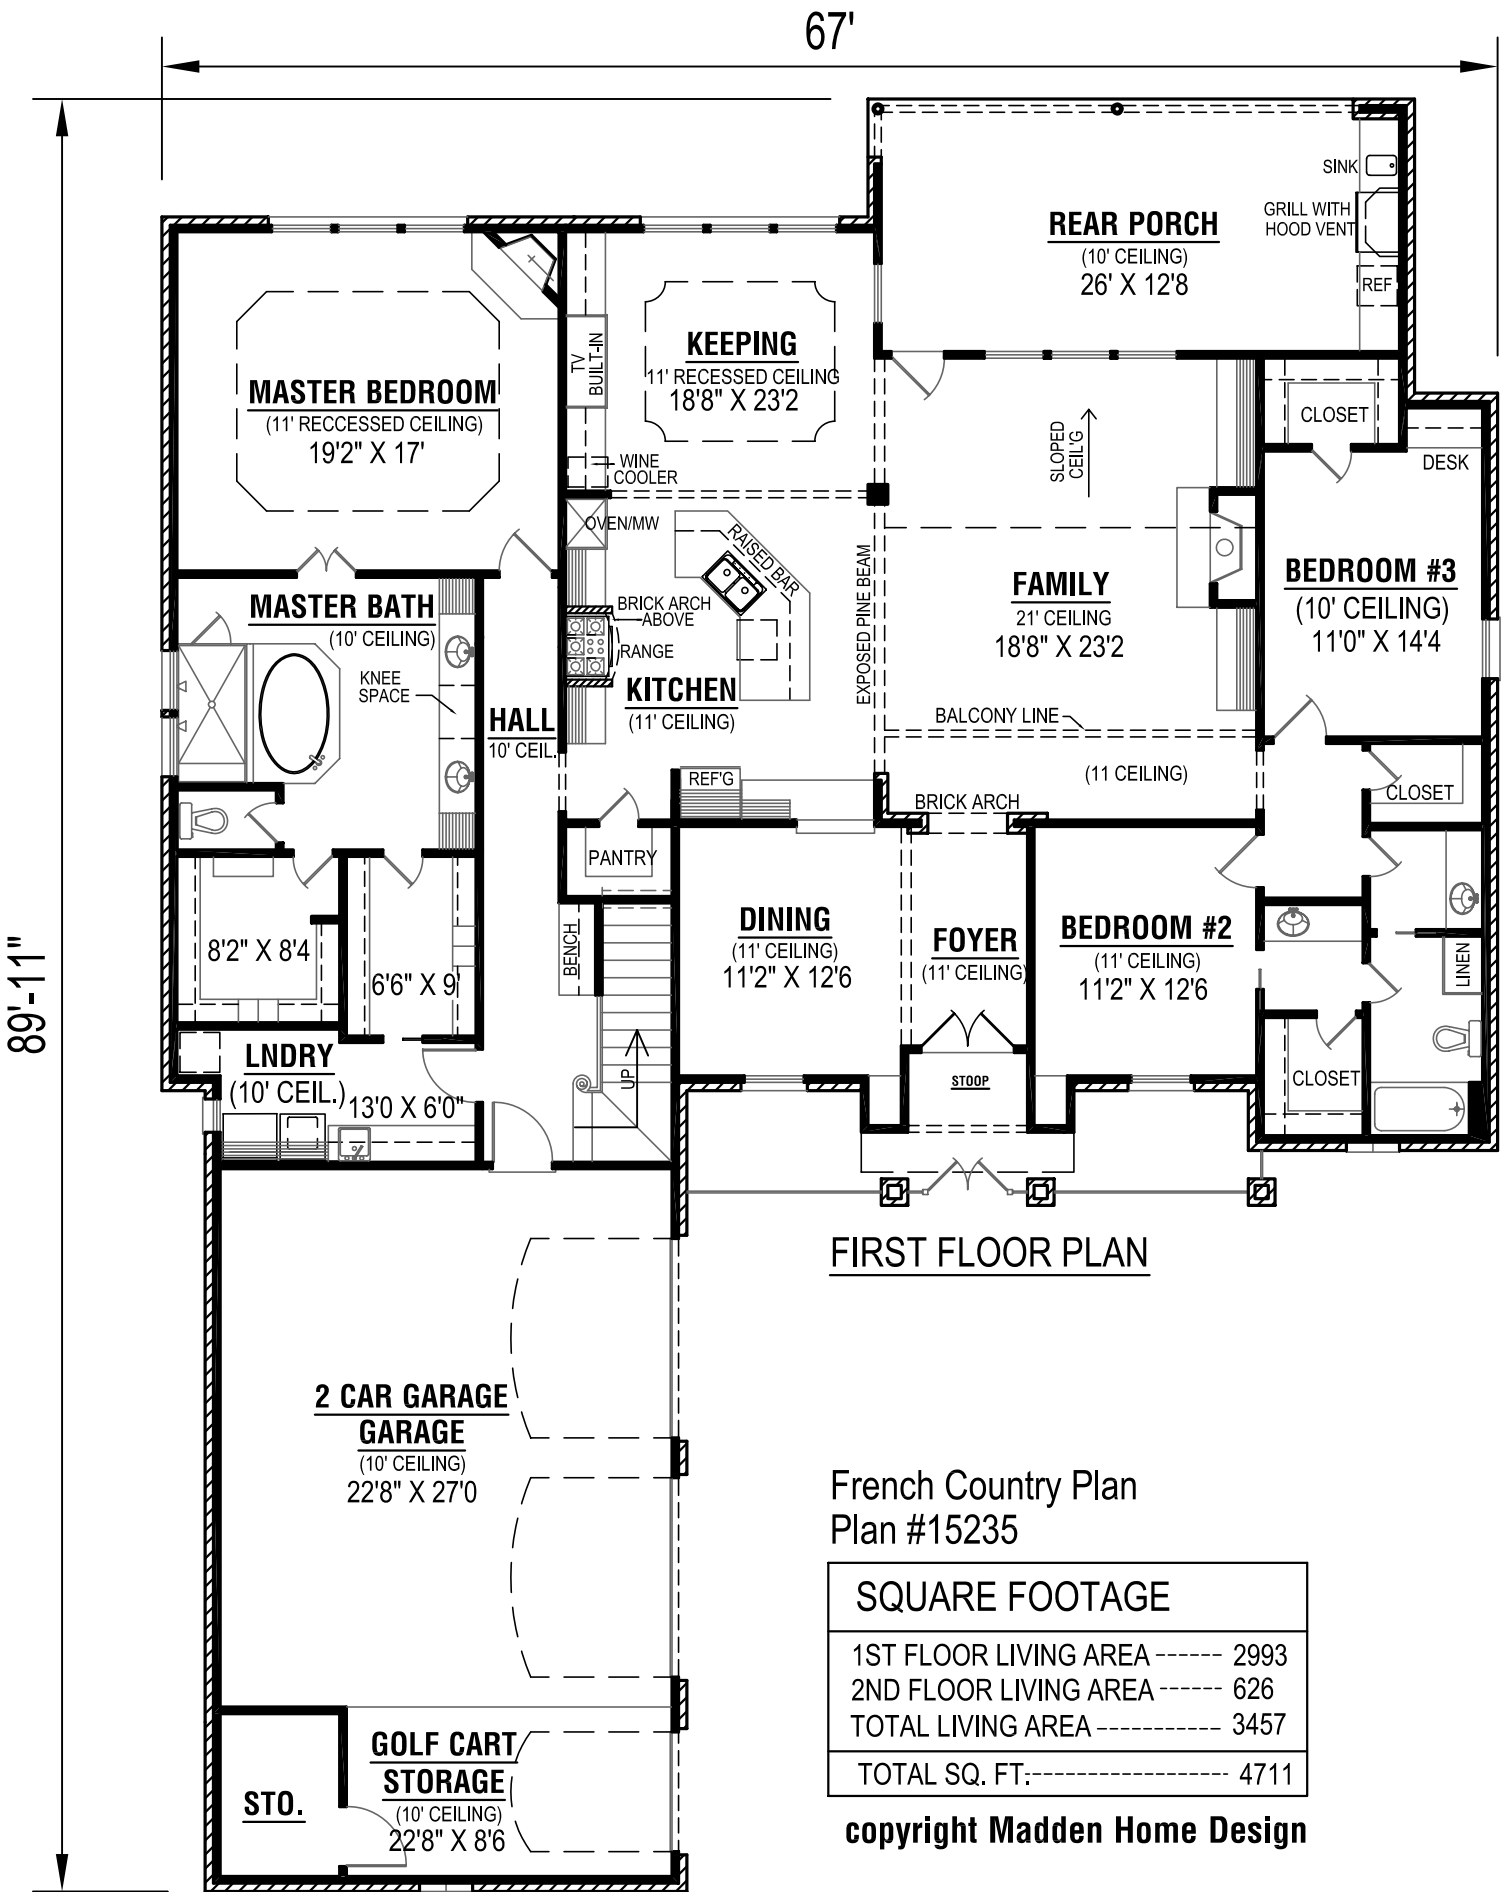 67'
89'-11"
SINK
GRILL WITH
HOOD VENT
REF
REAR PORCH
(10' CEILING)
26' X 12'8
MASTER BEDROOM
(11' RECCESSED CEILING)
19'2" X 17'
TV
BUILT-IN
KEEPING
11' RECESSED CEILING
18'8" X 23'2
WINE
COOLER
SLOPED
CEIL'G
CLOSET
DESK
OVEN/MW
RAISED BAR
BRICK ARCH
ABOVE
RANGE
KITCHEN
(11' CEILING)
EXPOSED PINE BEAM
FAMILY
21' CEILING
18'8" X 23'2
BEDROOM #3
(10' CEILING)
11'0" X 14'4
MASTER BATH
(10' CEILING)
KNEE
SPACE
HALL
10' CEIL.
BALCONY LINE
(11 CEILING)
REF'G
BRICK ARCH
CLOSET
PANTRY
8'2" X 8'4
6'6" X 9'
BENCH
DINING
(11' CEILING)
11'2" X 12'6
FOYER
(11' CEILING)
BEDROOM #2
(11' CEILING)
11'2" X 12'6
LINEN
LNDRY
(10' CEIL.)
13'0 X 6'0"
UP
STOOP
CLOSET
FIRST FLOOR PLAN
2 CAR GARAGE
GARAGE
(10' CEILING)
22'8" X 27'0
GOLF CART
STORAGE
(10' CEILING)
22'8" X 8'6
STO.
French Country Plan
Plan #15235
SQUARE FOOTAGE
1ST FLOOR LIVING AREA ------ 2993
2ND FLOOR LIVING AREA ------ 626
TOTAL LIVING AREA ------------ 3457
TOTAL SQ. FT.-------------------- 4711
copyright Madden Home Design